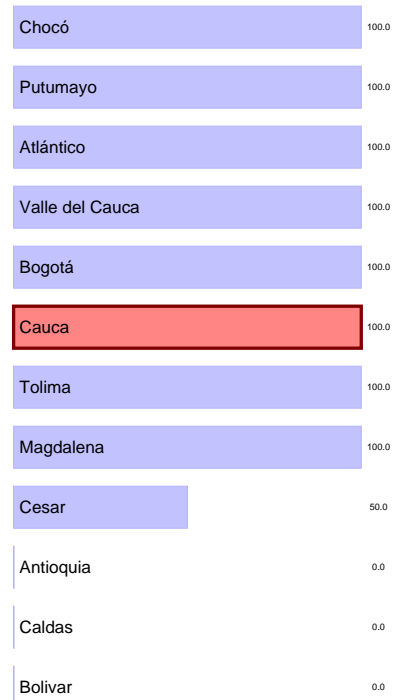 Chocó 100.0
Putumayo 100.0
Atlántico 100.0
Valle del Cauca 100.0
Bogotá 100.0
Cauca 100.0
Tolima 100.0
Magdalena 100.0
Cesar 50.0
Antioquia 0.0
Caldas 0.0
Bolivar 0.0